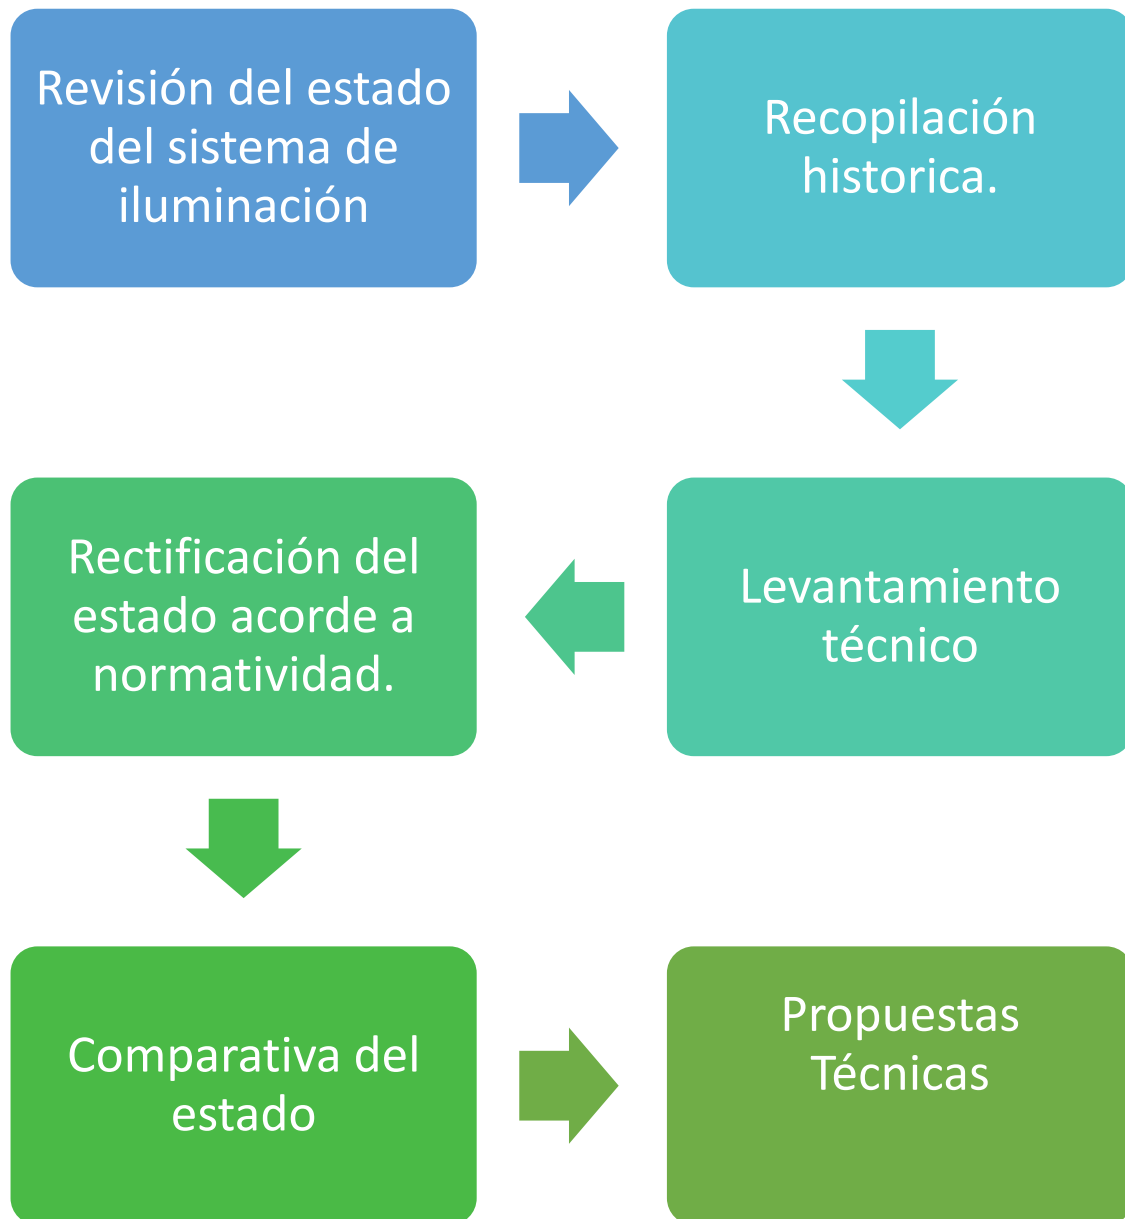 Revisión del estado
del sistema de
iluminación
Recopilación
historica.
Levantamiento
técnico
Rectificación del
estado acorde a
normatividad.
Comparativa del
estado
Propuestas
Técnicas